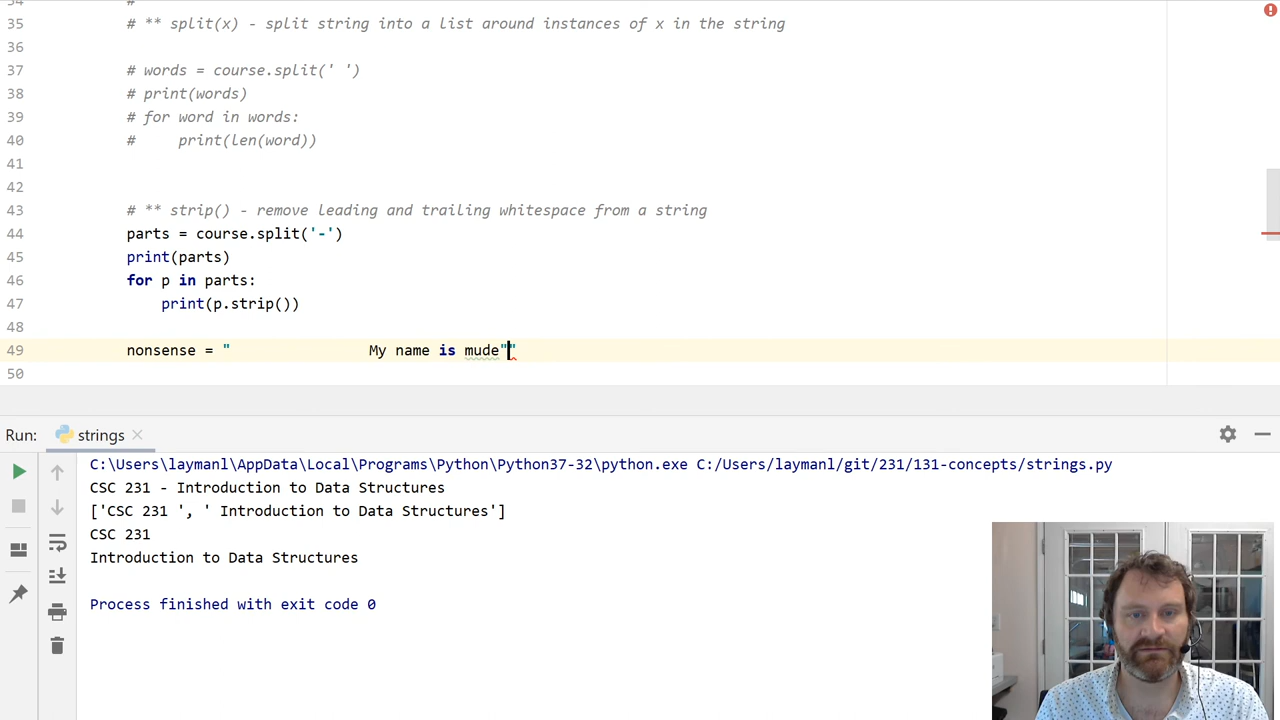 34 #
35 # ** split(x) - split string into a list around instances of x in the string
36
37 # words = course.split(' ')
38 # print(words)
39 # for word in words:
40 #     print(len(word))
41
42
43 # ** strip() - remove leading and trailing whitespace from a string
44 parts = course.split('-')
45 print(parts)
46 for p in parts:
47     print(p.strip())
48
49 nonsense = "                My name is mude""
50
Run: strings
C:\Users\laymanl\AppData\Local\Programs\Python\Python37-32\python.exe C:/Users/laymanl/git/231/131-concepts/strings.py
CSC 231 - Introduction to Data Structures
['CSC 231 ', ' Introduction to Data Structures']
CSC 231
Introduction to Data Structures
Process finished with exit code 0